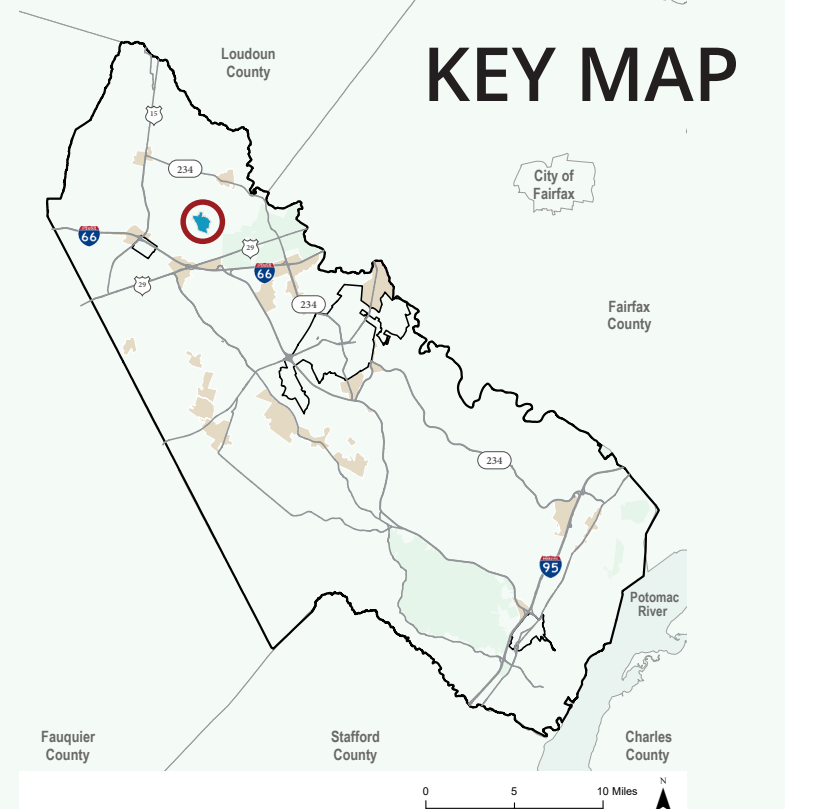 KEY MAP
Loudoun
County
15
234
City of
Fairfax
66
29
66
29
234
Fairfax
County
234
95
Potomac
River
Fauquier
County
Stafford
County
Charles
County
0 5 10 Miles
N